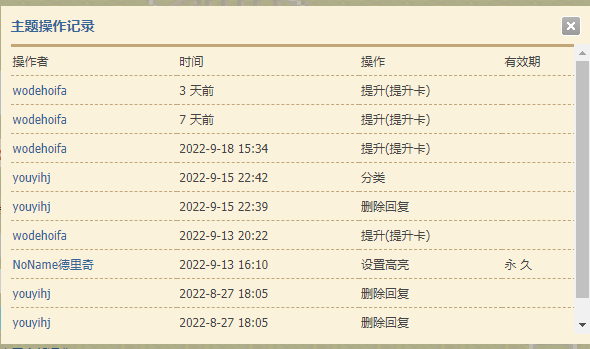 主题操作记录
操作者 时间 操作 有效期
wodehoifa 3 天前 提升(提升卡)
wodehoifa 7 天前 提升(提升卡)
wodehoifa 2022-9-18 15:34 提升(提升卡)
youyihj 2022-9-15 22:42 分类
youyihj 2022-9-15 22:39 删除回复
wodehoifa 2022-9-13 20:22 提升(提升卡)
NoName德里奇 2022-9-13 16:10 设置高亮 永 久
youyihj 2022-8-27 18:05 删除回复
youyihj 2022-8-27 18:05 删除回复